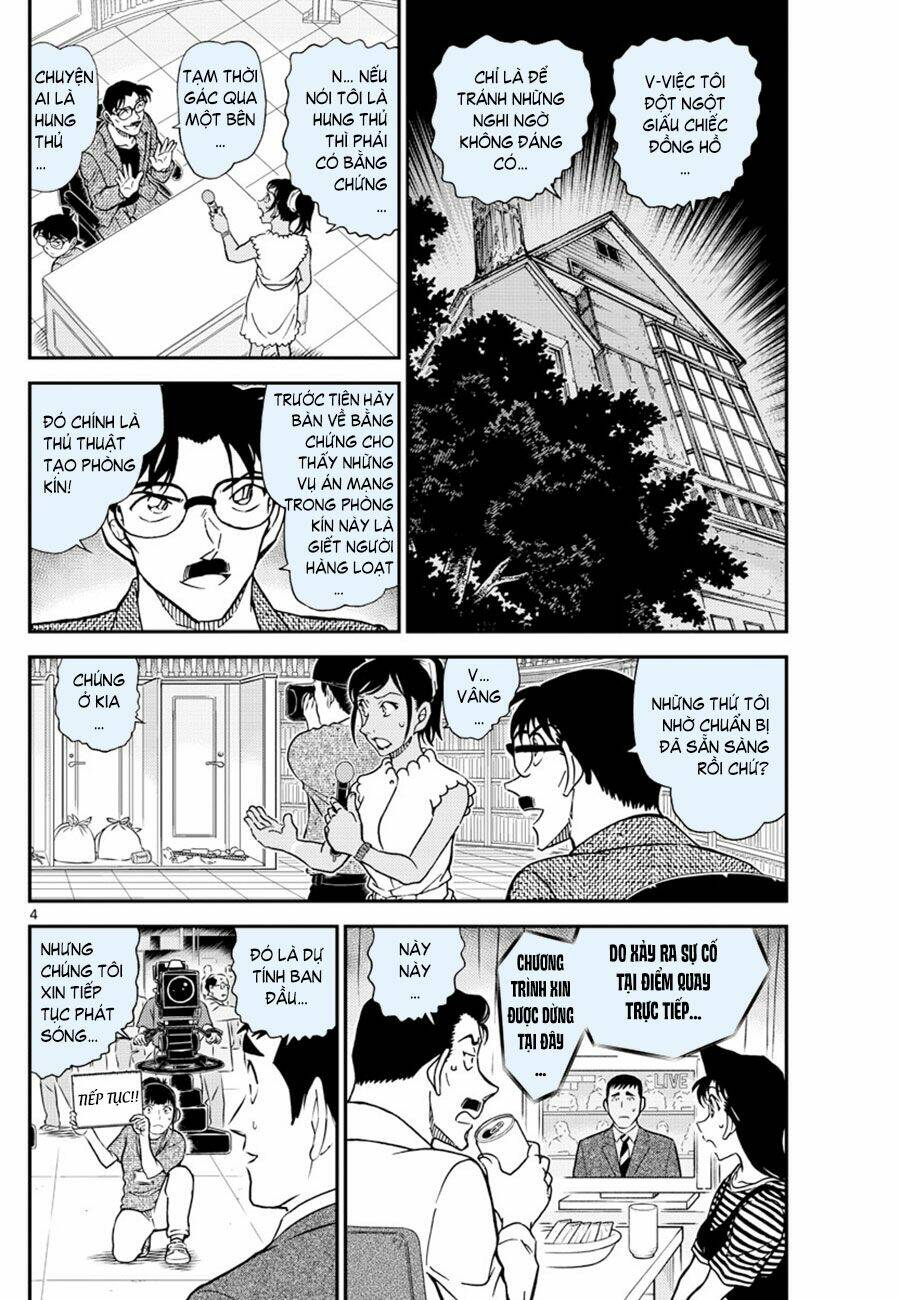 V-VIỆC TÔI
ĐỘT NGỘT
GIẤU CHIẾC
ĐỒNG HỒ
...
CHỈ LÀ ĐỂ
TRÁNH NHỮNG
NGHI NGỜ
KHÔNG ĐÁNG
CÓ...
N... NẾU
NÓI TÔI LÀ
HUNG THỦ
THÌ PHẢI
CÓ BẰNG
CHỨNG
...
TẠM THỜI
GÁC QUA
MỘT BÊN
...
CHUYỆN
AI LÀ
HUNG
THỦ
...
TRƯỚC TIÊN HÃY
BÀN VỀ BẰNG
CHỨNG CHO
THẤY NHỮNG
VỤ ÁN MẠNG
TRONG PHÒNG
KÍN NÀY LÀ
GIẾT NGƯỜI
HÀNG LOẠT
...
ĐÓ CHÍNH LÀ
THỦ THUẬT
TẠO PHÒNG
KÍN!
NHỮNG THỨ TÔI
NHỜ CHUẨN BỊ
ĐÃ SẴN SÀNG
RỒI CHỨ?
V...
VÂNG
...
CHÚNG
Ở KIA
...
4
DO XẢY RA SỰ CỐ
TẠI ĐIỂM QUAY
TRỰC TIẾP...
CHƯƠNG
TRÌNH XIN
ĐƯỢC DỪNG
TẠI ĐÂY
...
LIVE
NÀY
NÀY
...
ĐÓ LÀ DỰ
TÍNH BAN
ĐẦU...
NHƯNG
CHÚNG TÔI
XIN TIẾP
TỤC PHÁT
SÓNG...
TIẾP TỤC!!